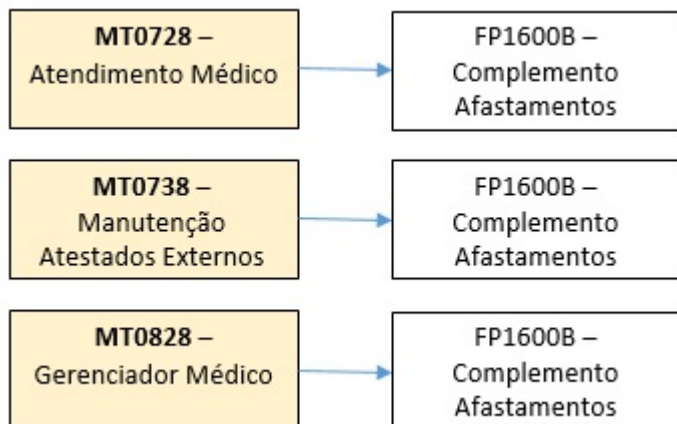 MT0728 –
Atendimento Médico
FP1600B –
Complemento
Afastamentos
MT0738 –
Manutenção
Atestados Externos
FP1600B –
Complemento
Afastamentos
MT0828 –
Gerenciador Médico
FP1600B –
Complemento
Afastamentos